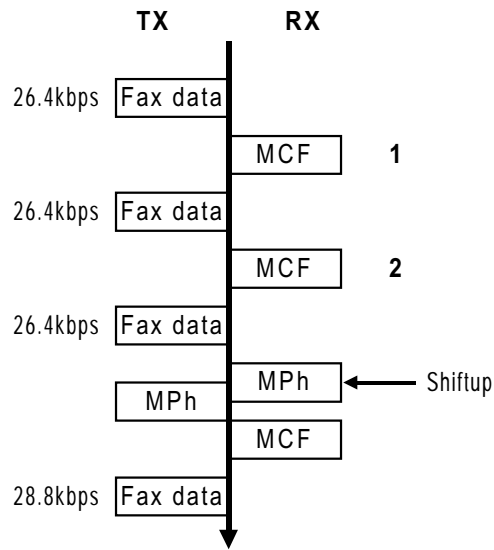 TX RX
26.4kbps Fax data
MCF 1
26.4kbps Fax data
MCF 2
26.4kbps Fax data
MPh Shiftup
MPh
MCF
28.8kbps Fax data